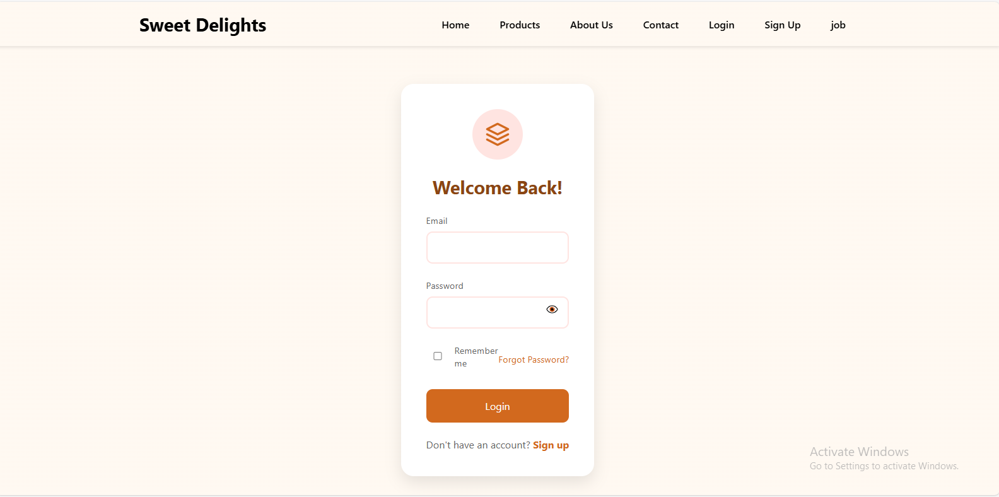 Sweet Delights
Home Products About Us Contact Login Sign Up job
Welcome Back!
Email
Password
Remember
me
Forgot Password?
Login
Don't have an account? Sign up
Activate Windows
Go to Settings to activate Windows.